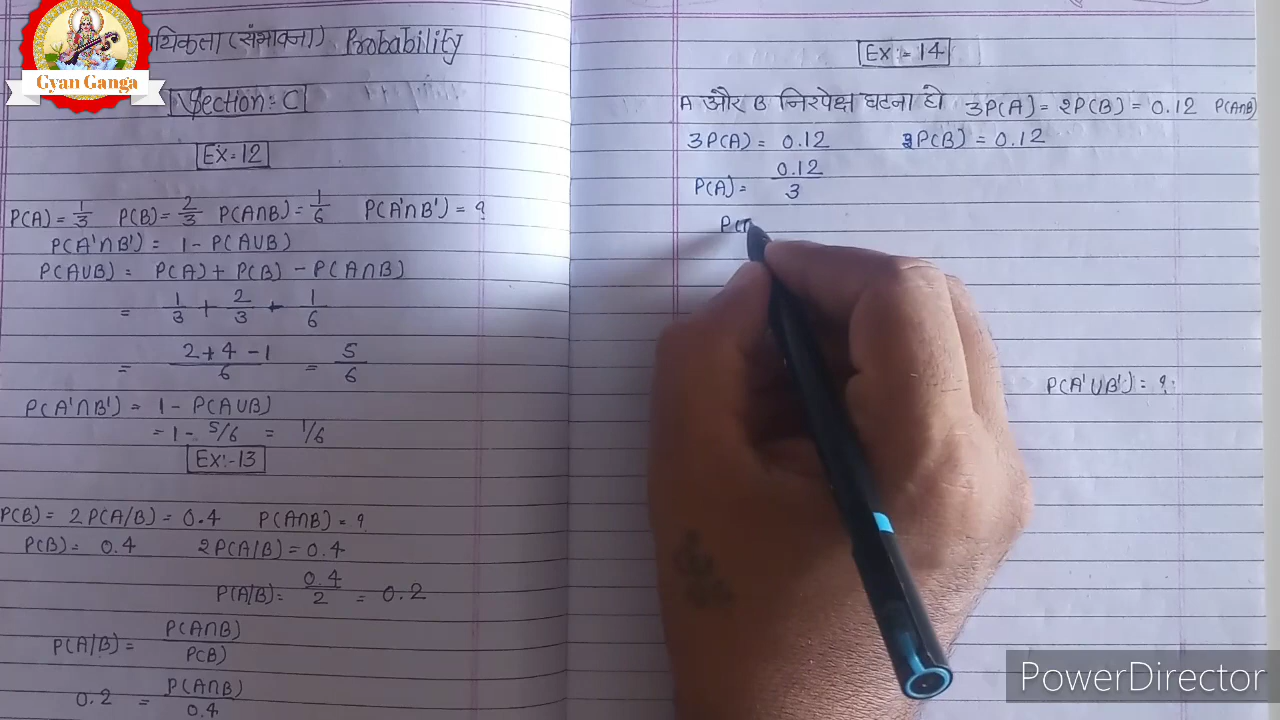 Gyan Ganga
(संभावना) Probability
Section:- C
Ex:-12
P(A) = 1/3 P(B) = 2/3 P(A∩B) = 1/6 P(A'∩B') = ?
P(A'∩B') = 1 - P(A∪B)
P(A∪B) = P(A) + P(B) - P(A∩B)
= 1/3 + 2/3 - 1/6
= 2+4-1/6 = 5/6
P(A'∩B') = 1 - P(A∪B)
= 1 - 5/6 = 1/6
Ex:-13
P(B) = 2P(A/B) = 0.4 P(A∩B) = ?
P(B) = 0.4 2P(A/B) = 0.4
P(A/B) = 0.4/2 = 0.2
P(A/B) = P(A∩B)/P(B)
0.2 = P(A∩B)/0.4
Ex:-14
A और B निरपेक्ष घटना हो 3P(A) = 2P(B) = 0.12 P(A∩B)
3P(A) = 0.12 2P(B) = 0.12
P(A) = 0.12/3
P(A'∪B') = ?
PowerDirector